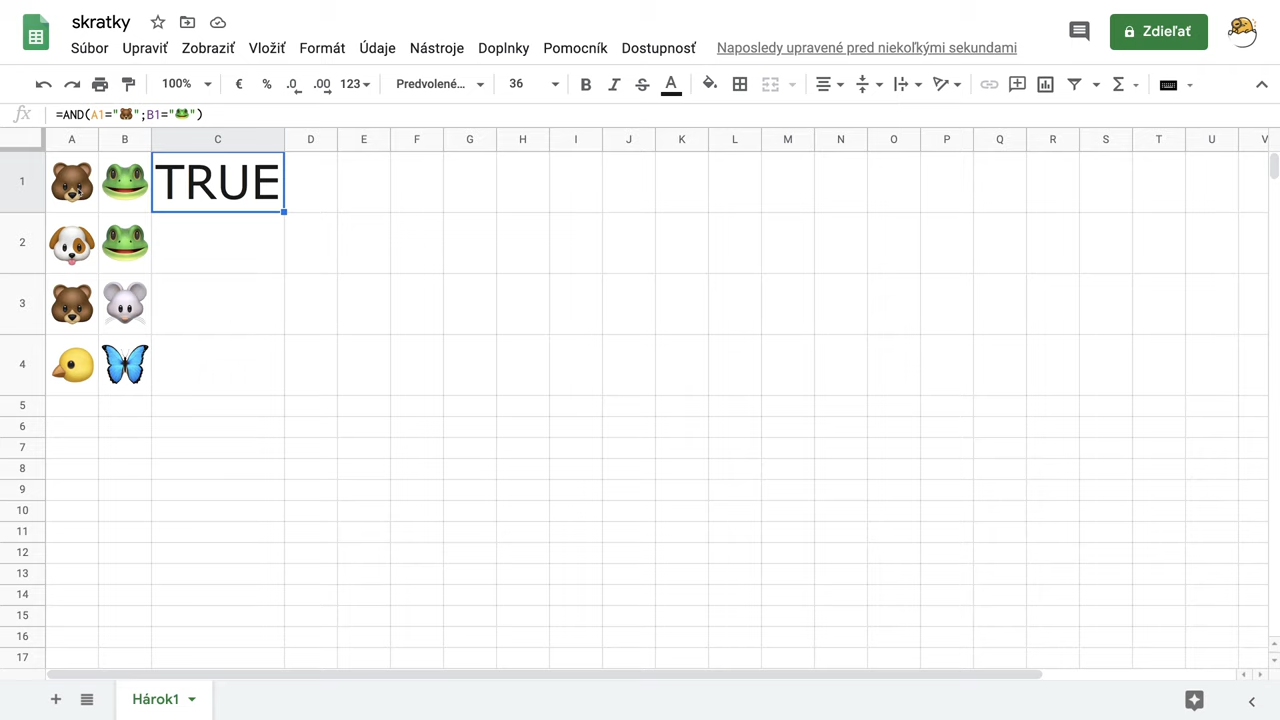 skratky
Súbor Upraviť Zobraziť Vložiť Formát Údaje Nástroje Doplnky Pomocník Dostupnosť Naposledy upravené pred niekoľkými sekundami
Zdieľať
100% € % .0 .00 123 Predvolené... 36 B I S A Σ
fx =AND(A1="🐻";B1="🐸")
A B C D E F G H I J K L M N O P Q R S T U V
1 🐻 🐸 TRUE
2 🐶 🐸
3 🐻 🐭
4 🐤 🦋
5
6
7
8
9
10
11
12
13
14
15
16
17
+ Hárok1